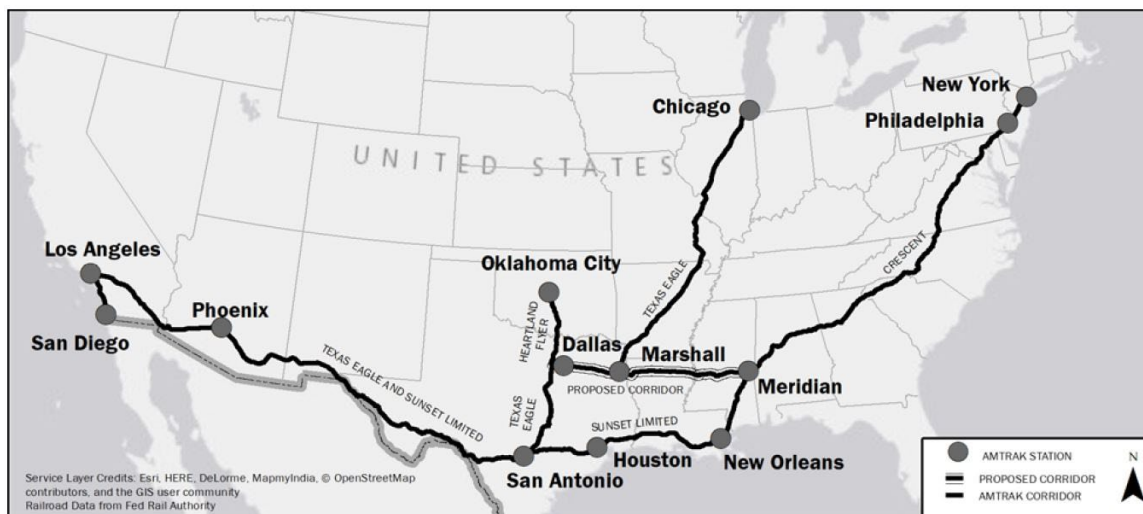 New York
Chicago
Philadelphia
UNITED STATES
Los Angeles
Oklahoma City
CRESCENT
TEXAS EAGLE
Phoenix
HEARTLAND
FLYER
San Diego
Dallas
Marshall
TEXAS EAGLE AND SUNSET LIMITED
PROPOSED CORRIDOR
Meridian
TEXAS
EAGLE
SUNSET LIMITED
Houston
New Orleans
San Antonio
Service Layer Credits: Esri, HERE, DeLorme, MapmyIndia, © OpenStreetMap
contributors, and the GIS user community
Railroad Data from Fed Rail Authority
AMTRAK STATION
N
PROPOSED CORRIDOR
AMTRAK CORRIDOR